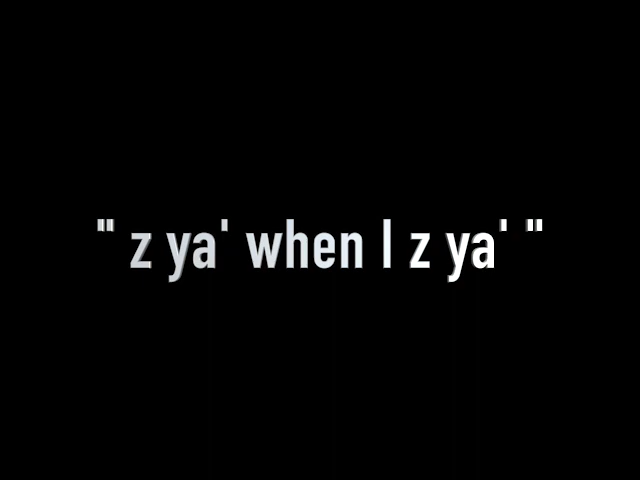 " z ya' when I z ya' "